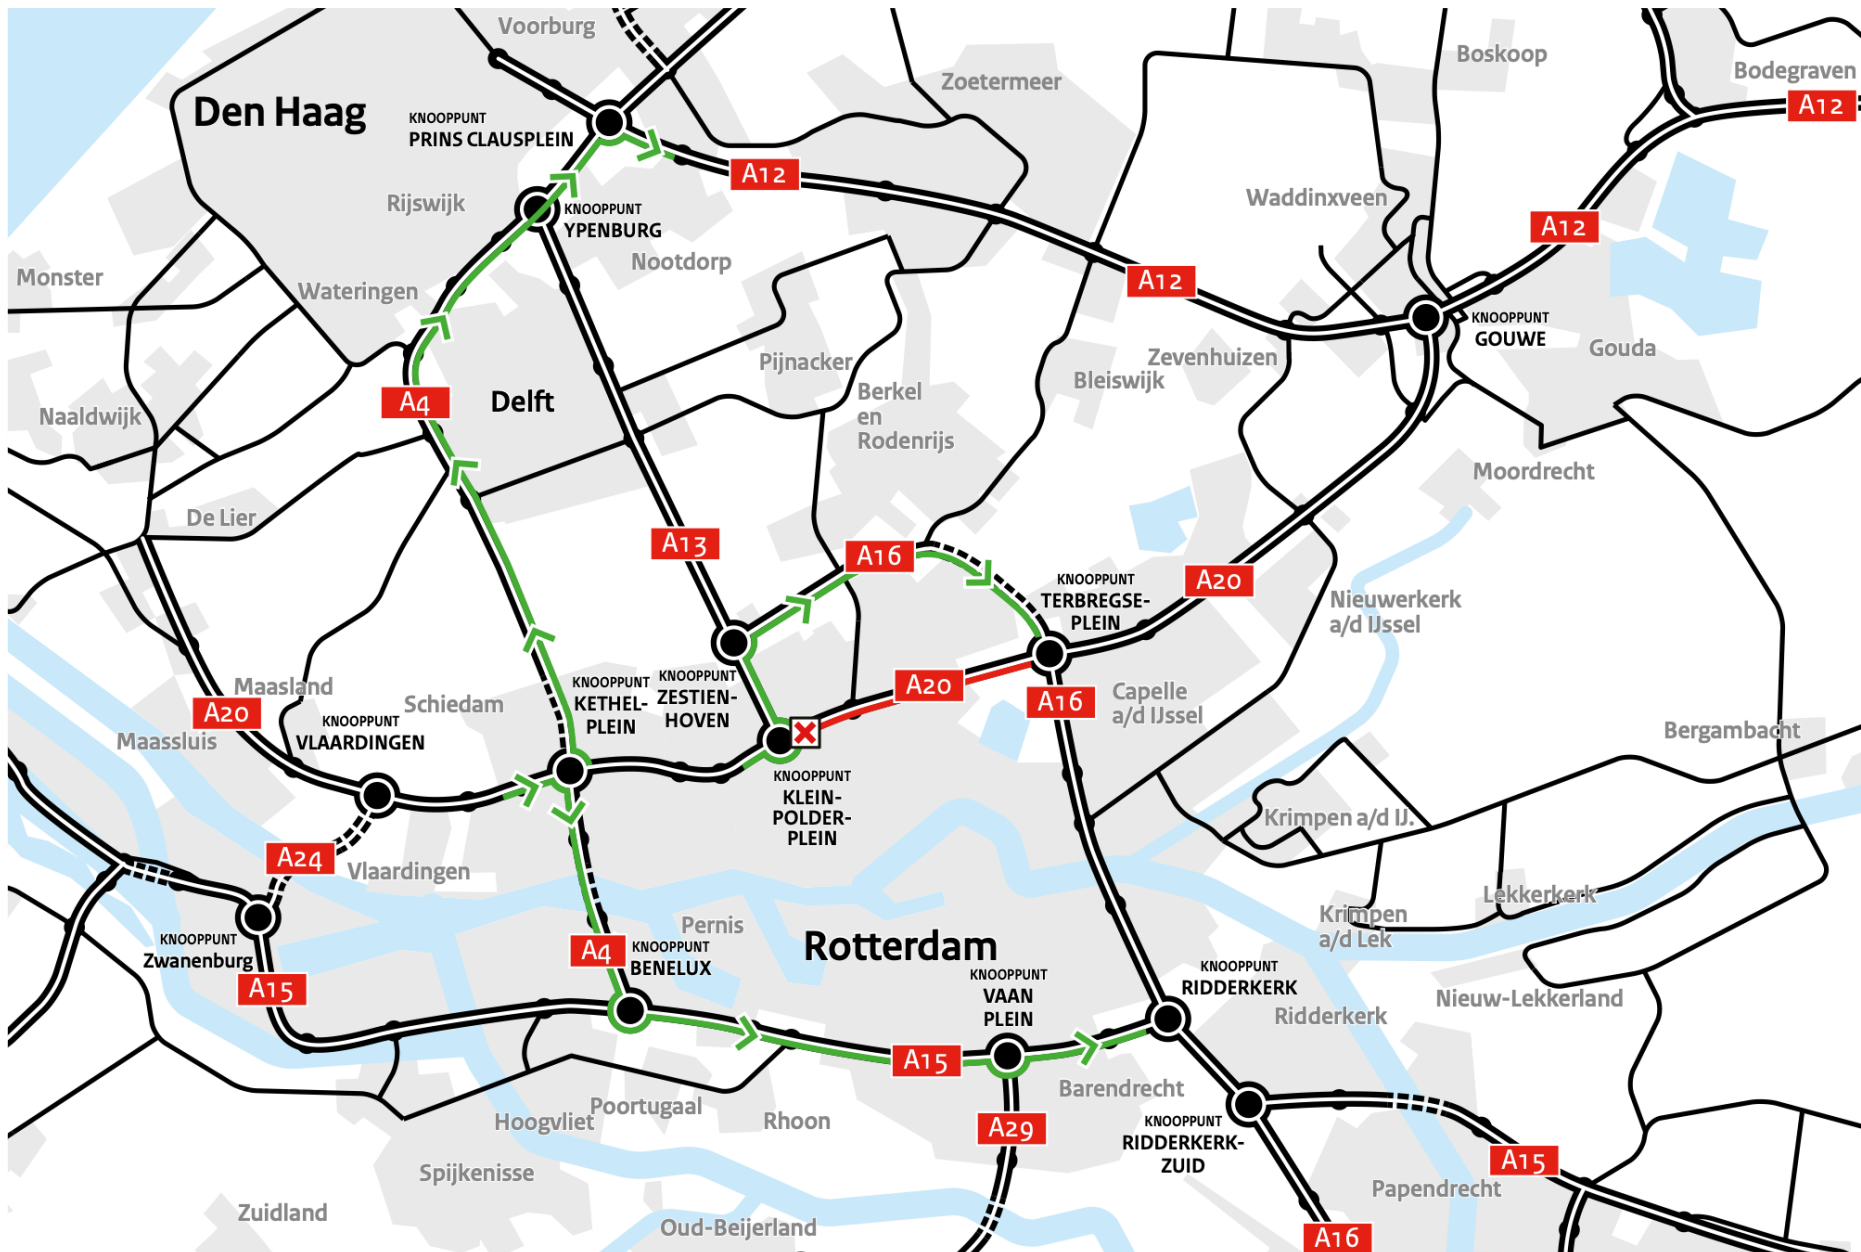 Voorburg
Boskoop
Bodegraven
Zoetermeer
A12
Den Haag
KNOOPPUNT
PRINS CLAUSPLEIN
A12
Rijswijk
Waddinxveen
KNOOPPUNT
YPENBURG
A12
Nootdorp
Monster
Wateringen
A12
KNOOPPUNT
GOUWE
Gouda
Pijnacker
Zevenhuizen
Bleiswijk
Berkel
en
Rodenrijs
A4
Delft
Naaldwijk
Moordrecht
De Lier
A13
A16
KNOOPPUNT
TERBREGSE-
PLEIN
A20
Nieuwerkerk
a/d IJssel
Maasland
Schiedam
KNOOPPUNT
KETHEL-
PLEIN
KNOOPPUNT
ZESTIEN-
HOVEN
A20
A16
Capelle
a/d IJssel
A20
KNOOPPUNT
VLAARDINGEN
Maassluis
Bergambacht
KNOOPPUNT
KLEIN-
POLDER-
PLEIN
Krimpen a/d IJ.
A24
Vlaardingen
Lekkerkerk
Krimpen
a/d Lek
Pernis
Rotterdam
KNOOPPUNT
Zwanenburg
A4
KNOOPPUNT
BENELUX
KNOOPPUNT
VAAN
PLEIN
KNOOPPUNT
RIDDERKERK
A15
Nieuw-Lekkerland
Ridderkerk
A15
Barendrecht
Poortugaal
Hoogvliet
Rhoon
A29
KNOOPPUNT
RIDDERKERK-
ZUID
A15
Spijkenisse
Papendrecht
Zuidland
Oud-Beijerland
A16